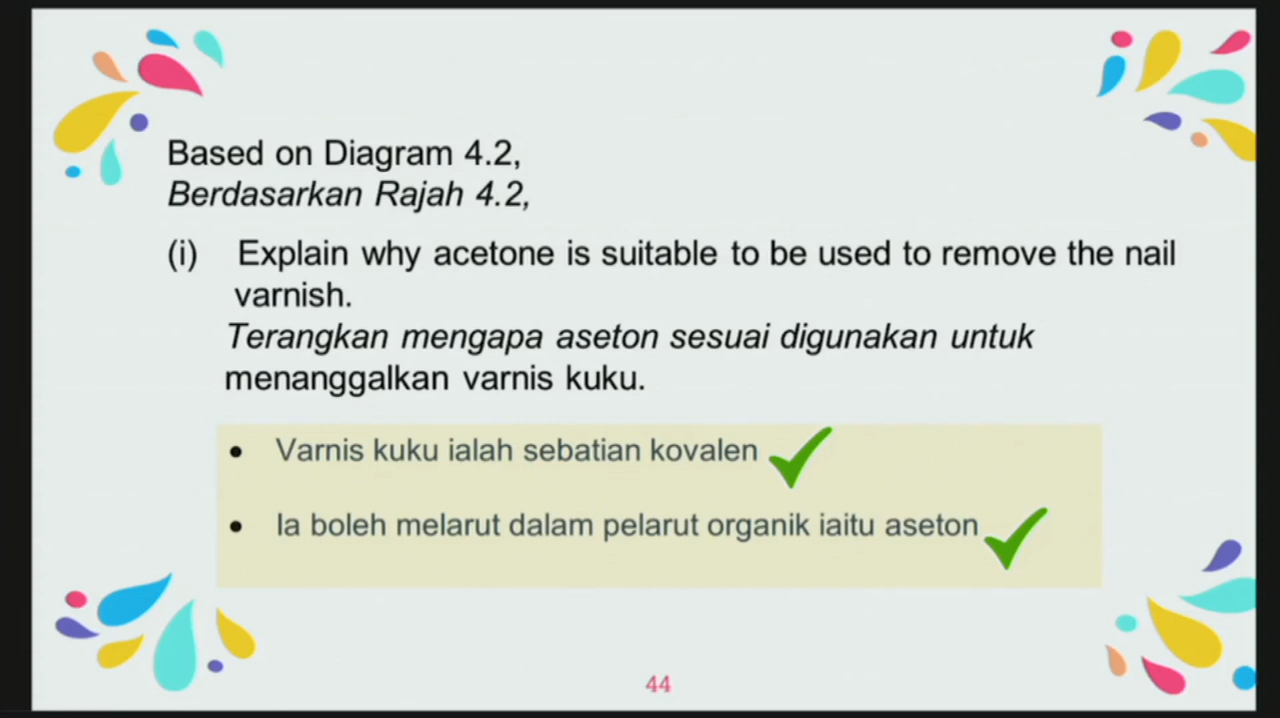 Based on Diagram 4.2,
Berdasarkan Rajah 4.2,
(i) Explain why acetone is suitable to be used to remove the nail
varnish.
Terangkan mengapa aseton sesuai digunakan untuk
menanggalkan varnis kuku.
• Varnis kuku ialah sebatian kovalen
• Ia boleh melarut dalam pelarut organik iaitu aseton
44